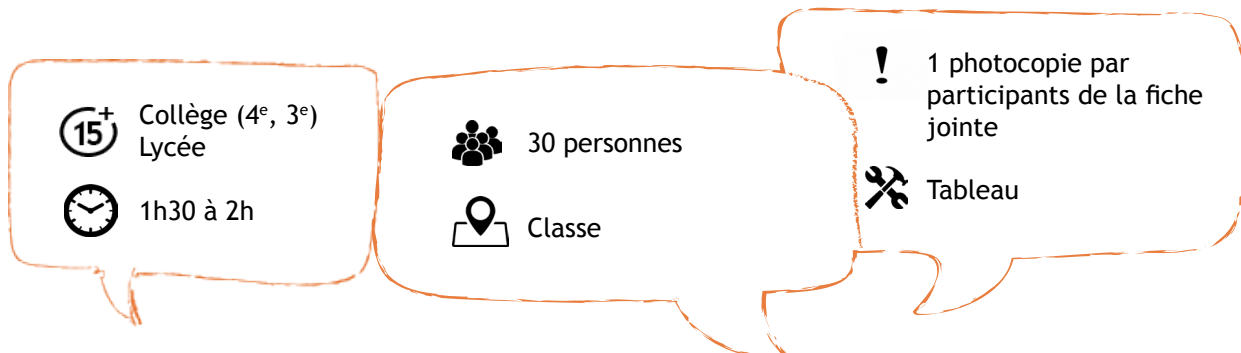 15+
Collège (4e, 3e)
Lycée
1h30 à 2h
30 personnes
Classe
!
1 photocopie par
participants de la fiche
jointe
Tableau